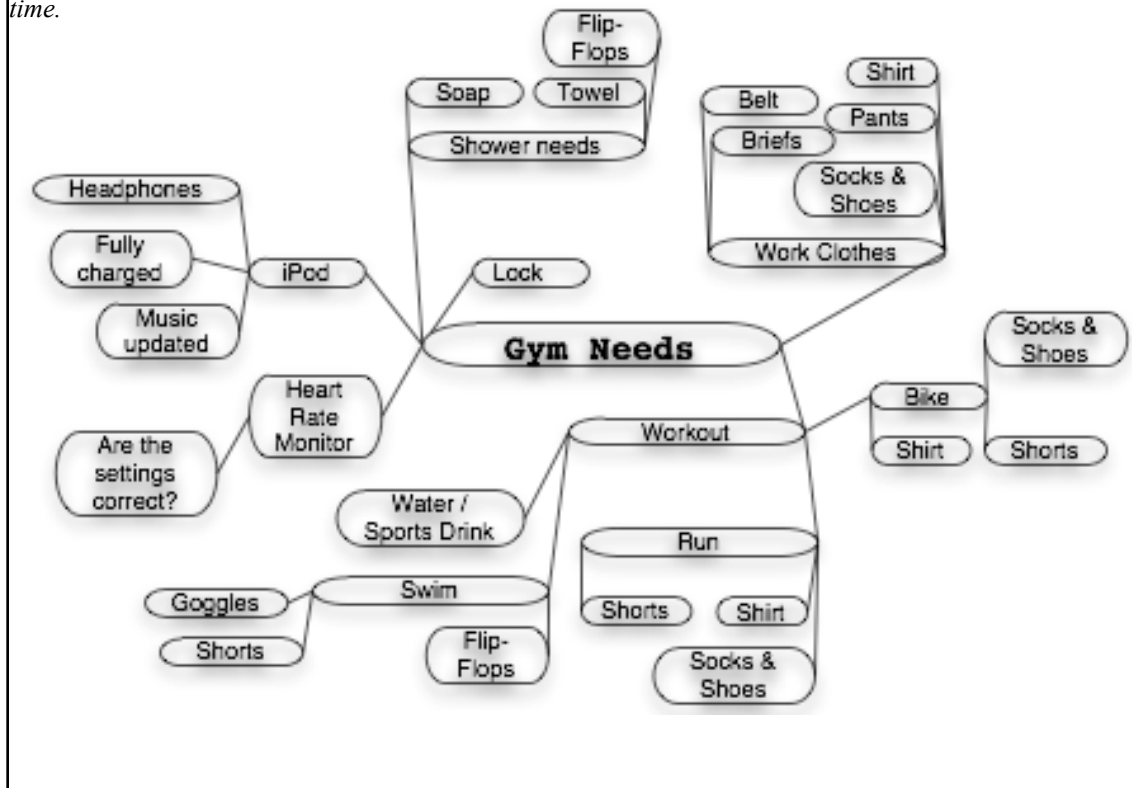 time.
Flip-
Flops
Soap
Towel
Shower needs
Shirt
Belt
Pants
Briefs
Socks &
Shoes
Work Clothes
Headphones
Fully
charged
iPod
Music
updated
Lock
Gym Needs
Heart
Rate
Monitor
Are the
settings
correct?
Socks &
Shoes
Bike
Shirt
Shorts
Workout
Water /
Sports Drink
Run
Shorts
Shirt
Socks &
Shoes
Swim
Goggles
Shorts
Flip-
Flops